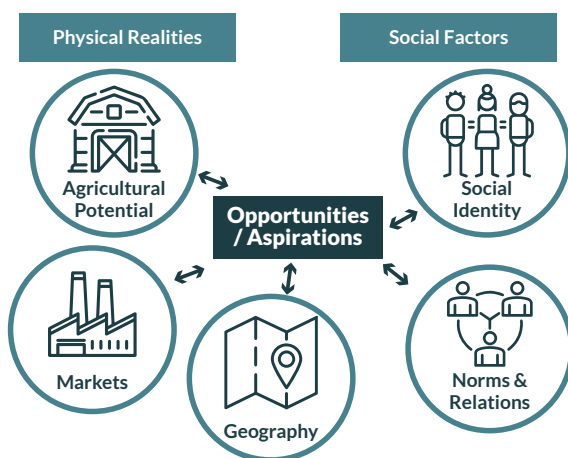 Physical Realities
Social Factors
Agricultural
Potential
Social
Identity
Opportunities
/ Aspirations
Markets
Geography
Norms &
Relations